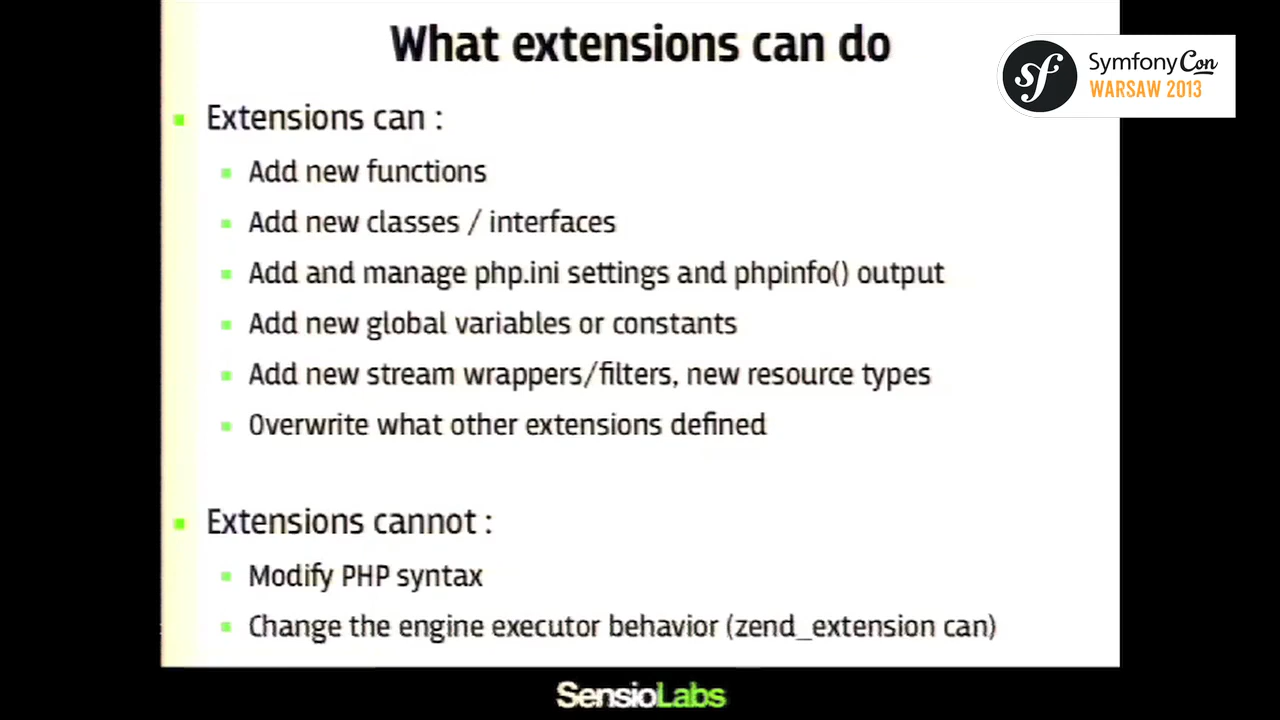 What extensions can do
sf
SymfonyCon
WARSAW 2013
Extensions can :
Add new functions
Add new classes / interfaces
Add and manage php.ini settings and phpinfo() output
Add new global variables or constants
Add new stream wrappers/filters, new resource types
Overwrite what other extensions defined
Extensions cannot :
Modify PHP syntax
Change the engine executor behavior (zend_extension can)
SensioLabs